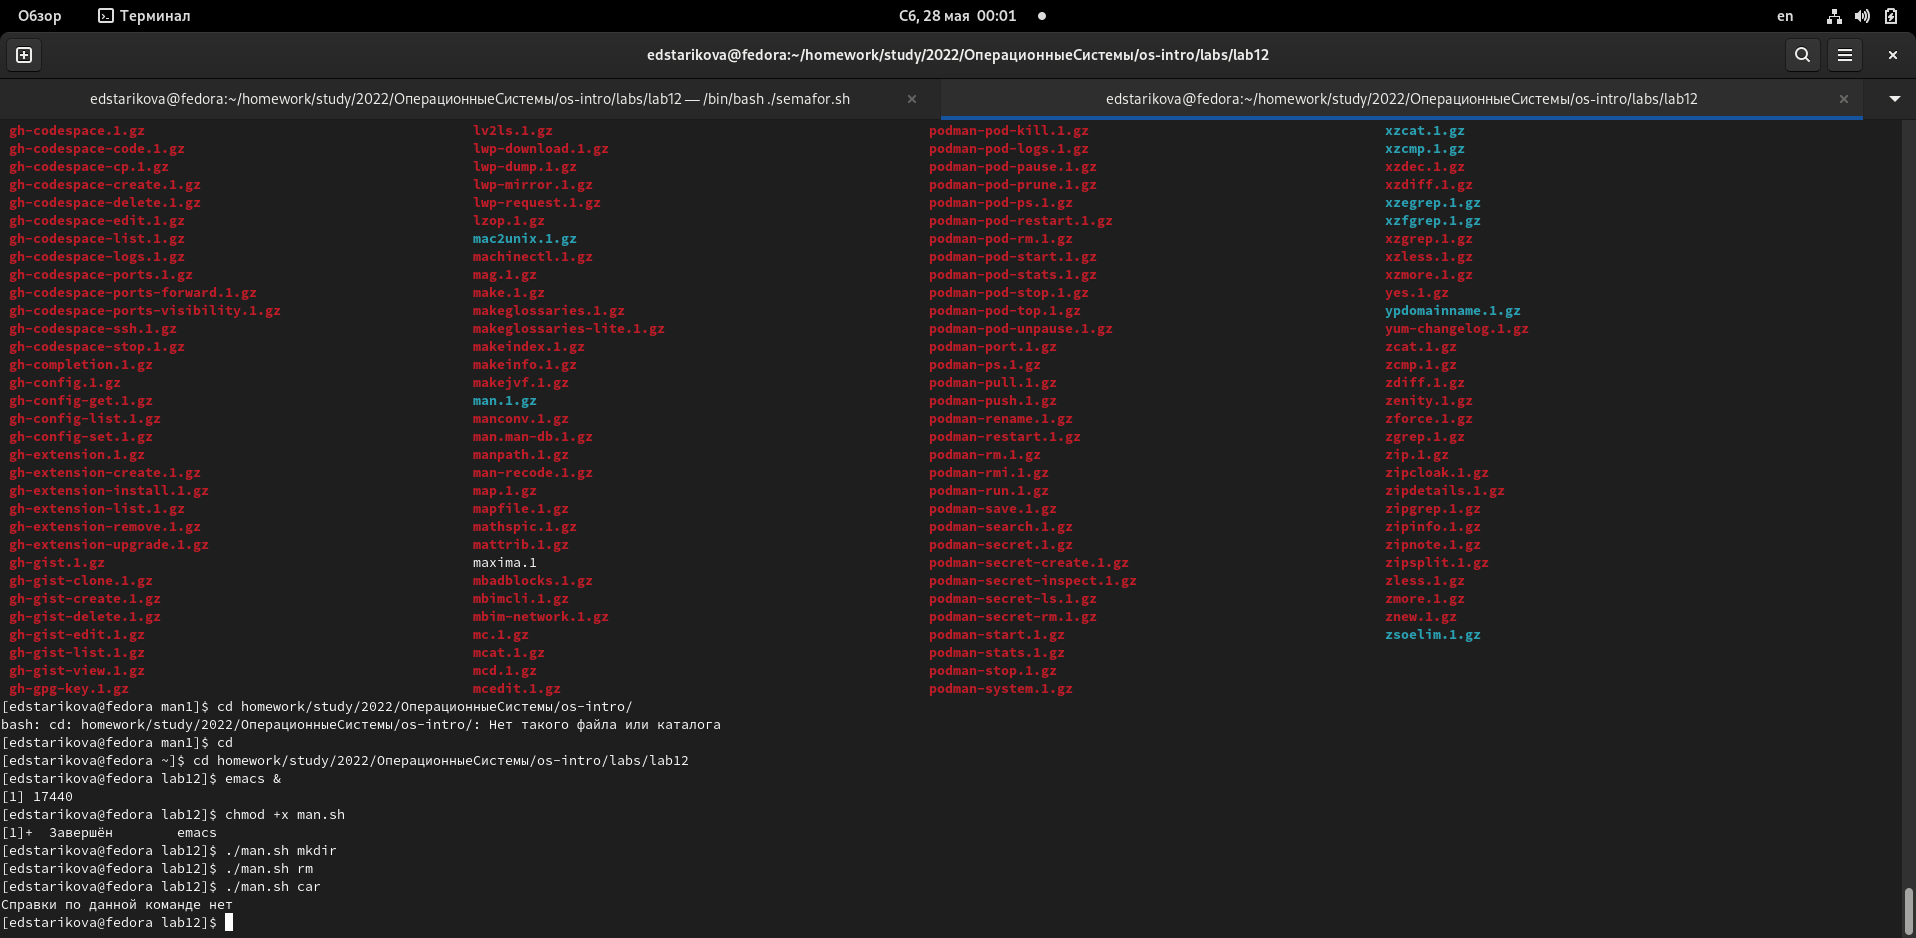 Обзор Терминал Сб, 28 мая 00:01 en
edstarikova@fedora:~/homework/study/2022/ОперационныеСистемы/os-intro/labs/lab12
edstarikova@fedora:~/homework/study/2022/ОперационныеСистемы/os-intro/labs/lab12 — /bin/bash ./semafor.sh edstarikova@fedora:~/homework/study/2022/ОперационныеСистемы/os-intro/labs/lab12
gh-codespace.1.gz lv2ls.1.gz podman-pod-kill.1.gz xzcat.1.gz
gh-codespace-code.1.gz lwp-download.1.gz podman-pod-logs.1.gz xzcmp.1.gz
gh-codespace-cp.1.gz lwp-dump.1.gz podman-pod-pause.1.gz xzdec.1.gz
gh-codespace-create.1.gz lwp-mirror.1.gz podman-pod-prune.1.gz xzdiff.1.gz
gh-codespace-delete.1.gz lwp-request.1.gz podman-pod-ps.1.gz xzegrep.1.gz
gh-codespace-edit.1.gz lzop.1.gz podman-pod-restart.1.gz xzfgrep.1.gz
gh-codespace-list.1.gz mac2unix.1.gz podman-pod-rm.1.gz xzgrep.1.gz
gh-codespace-logs.1.gz machinectl.1.gz podman-pod-start.1.gz xzless.1.gz
gh-codespace-ports.1.gz mag.1.gz podman-pod-stats.1.gz xzmore.1.gz
gh-codespace-ports-forward.1.gz make.1.gz podman-pod-stop.1.gz yes.1.gz
gh-codespace-ports-visibility.1.gz makeglossaries.1.gz podman-pod-top.1.gz ypdomainname.1.gz
gh-codespace-ssh.1.gz makeglossaries-lite.1.gz podman-pod-unpause.1.gz yum-changelog.1.gz
gh-codespace-stop.1.gz makeindex.1.gz podman-port.1.gz zcat.1.gz
gh-completion.1.gz makeinfo.1.gz podman-ps.1.gz zcmp.1.gz
gh-config.1.gz makejvf.1.gz podman-pull.1.gz zdiff.1.gz
gh-config-get.1.gz man.1.gz podman-push.1.gz zenity.1.gz
gh-config-list.1.gz manconv.1.gz podman-rename.1.gz zforce.1.gz
gh-config-set.1.gz man.man-db.1.gz podman-restart.1.gz zgrep.1.gz
gh-extension.1.gz manpath.1.gz podman-rm.1.gz zip.1.gz
gh-extension-create.1.gz man-recode.1.gz podman-rmi.1.gz zipcloak.1.gz
gh-extension-install.1.gz map.1.gz podman-run.1.gz zipdetails.1.gz
gh-extension-list.1.gz mapfile.1.gz podman-save.1.gz zipgrep.1.gz
gh-extension-remove.1.gz mathspic.1.gz podman-search.1.gz zipinfo.1.gz
gh-extension-upgrade.1.gz mattrib.1.gz podman-secret.1.gz zipnote.1.gz
gh-gist.1.gz maxima.1 podman-secret-create.1.gz zipsplit.1.gz
gh-gist-clone.1.gz mbadblocks.1.gz podman-secret-inspect.1.gz zless.1.gz
gh-gist-create.1.gz mbimcli.1.gz podman-secret-ls.1.gz zmore.1.gz
gh-gist-delete.1.gz mbim-network.1.gz podman-secret-rm.1.gz znew.1.gz
gh-gist-edit.1.gz mc.1.gz podman-start.1.gz zsoelim.1.gz
gh-gist-list.1.gz mcat.1.gz podman-stats.1.gz
gh-gist-view.1.gz mcd.1.gz podman-stop.1.gz
gh-gpg-key.1.gz mcedit.1.gz podman-system.1.gz
[edstarikova@fedora man1]$ cd homework/study/2022/ОперационныеСистемы/os-intro/
bash: cd: homework/study/2022/ОперационныеСистемы/os-intro/: Нет такого файла или каталога
[edstarikova@fedora man1]$ cd
[edstarikova@fedora ~]$ cd homework/study/2022/ОперационныеСистемы/os-intro/labs/lab12
[edstarikova@fedora lab12]$ emacs &
[1] 17440
[edstarikova@fedora lab12]$ chmod +x man.sh
[1]+  Завершён        emacs
[edstarikova@fedora lab12]$ ./man.sh mkdir
[edstarikova@fedora lab12]$ ./man.sh rm
[edstarikova@fedora lab12]$ ./man.sh car
Справки по данной команде нет
[edstarikova@fedora lab12]$